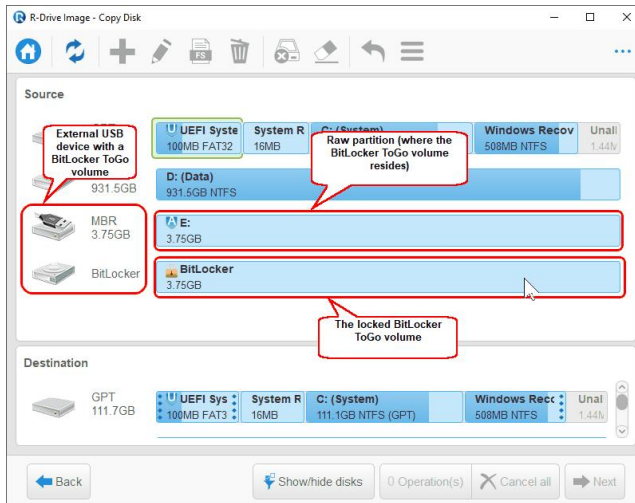 R-Drive Image - Copy Disk
FS
Source
External USB
device with a
BitLocker ToGo
volume
UEFI Syste
100MB FAT32
System R
16MB
C: (System)
Raw partition (where the
BitLocker ToGo volume
resides)
Windows Recov
508MB NTFS
Unall
1.44M
931.5GB
D: (Data)
931.5GB NTFS
MBR
3.75GB
E:
3.75GB
BitLocker
BitLocker
3.75GB
The locked BitLocker
ToGo volume
Destination
GPT
111.7GB
UEFI Sys
100MB FAT3
System R
16MB
C: (System)
111.1GB NTFS (GPT)
Windows Recc
508MB NTFS
Unal
1.44M
Back
Show/hide disks
0 Operation(s)
Cancel all
Next